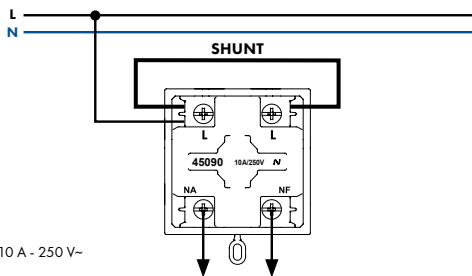 L
N
SHUNT
L L
45090 10A/250V N
NA NF
10 A - 250 V~